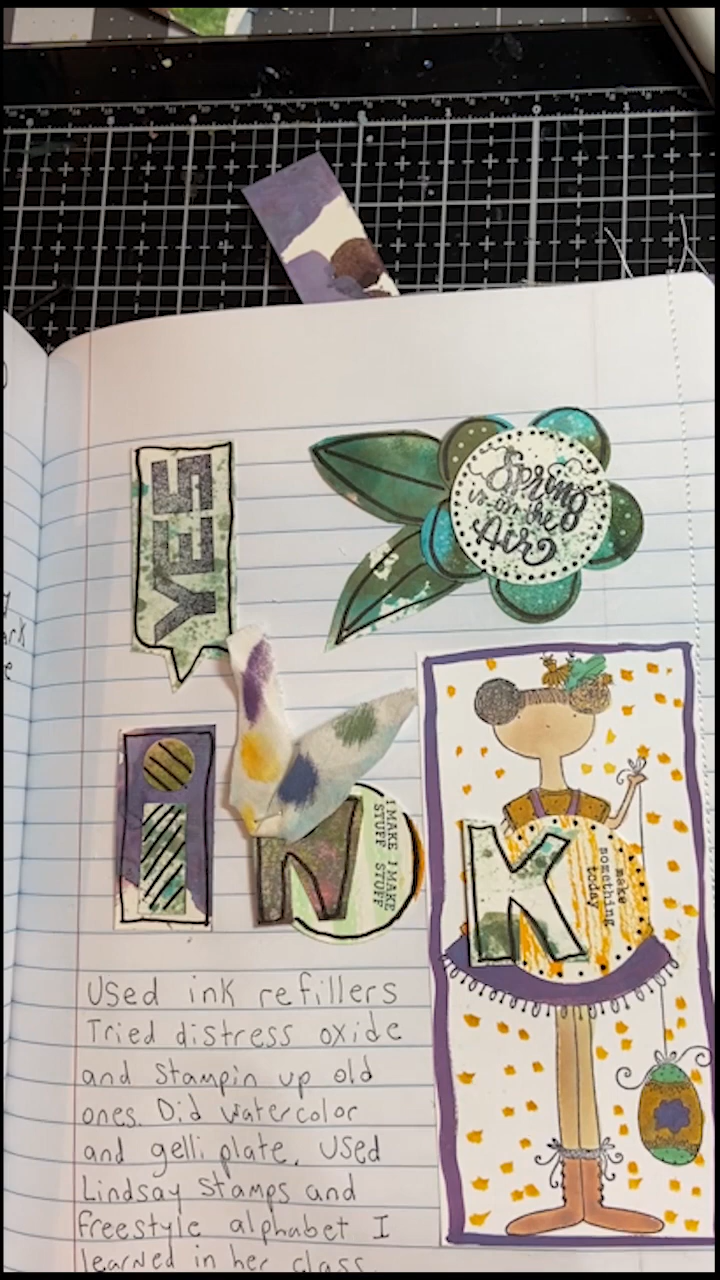 YES
Spring
is in the
Air
iNK
I MAKE I MAKE
STUFF STUFF
make
something
today
Used ink refillers
Tried distress oxide
and Stampin up old
ones. Did watercolor
and gelli plate. Used
Lindsay Stamps and
freestyle alphabet I
learned in her class.